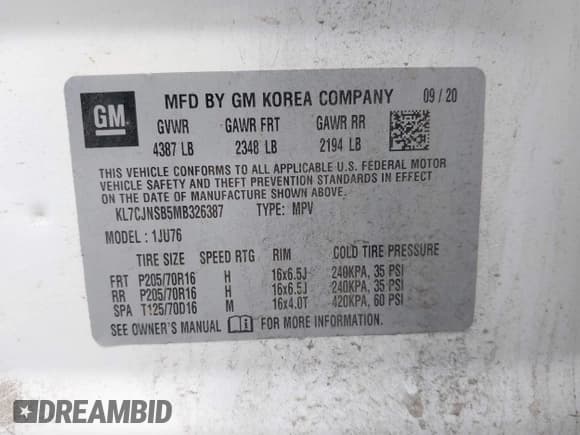 GM
MFD BY GM KOREA COMPANY 09/20
GVWR GAWR FRT GAWR RR
4387 LB 2348 LB 2194 LB
THIS VEHICLE CONFORMS TO ALL APPLICABLE U.S. FEDERAL MOTOR
VEHICLE SAFETY AND THEFT PREVENTION STANDARDS IN EFFECT
ON THE DATE OF MANUFACTURE SHOWN ABOVE.
KL7CJNSB5MB326387 TYPE: MPV
MODEL: 1JU76
TIRE SIZE SPEED RTG RIM COLD TIRE PRESSURE
FRT P205/70R16 H 16x6.5J 240KPA, 35 PSI
RR P205/70R16 H 16x6.5J 240KPA, 35 PSI
SPA T125/70D16 M 16x4.0T 420KPA, 60 PSI
SEE OWNER'S MANUAL FOR MORE INFORMATION.
DREAMBID